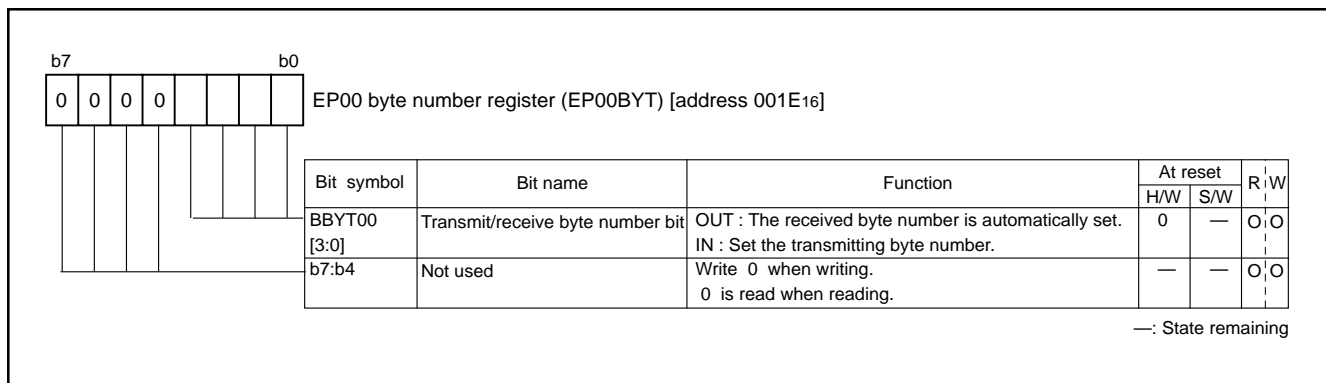 b7 b0
0 0 0 0 EP00 byte number register (EP00BYT) [address 001E16]
Bit symbol Bit name Function At reset R W
H/W S/W
BBYT00 Transmit/receive byte number bit OUT : The received byte number is automatically set. 0 — O O
[3:0] IN : Set the transmitting byte number.
b7:b4 Not used Write 0 when writing. — — O O
0 is read when reading.
—: State remaining